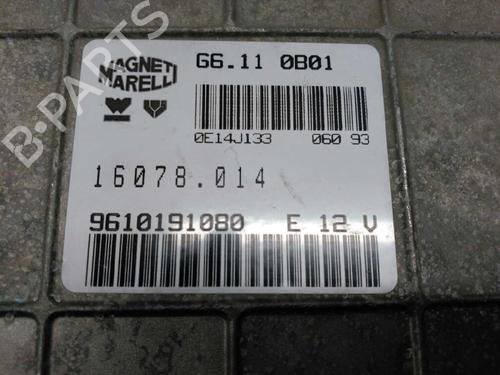 MAGNETI
MARELLI
G6.11 0B01
0E14J133 060 93
16078.014
9610191080 E 12 V
B-PARTS